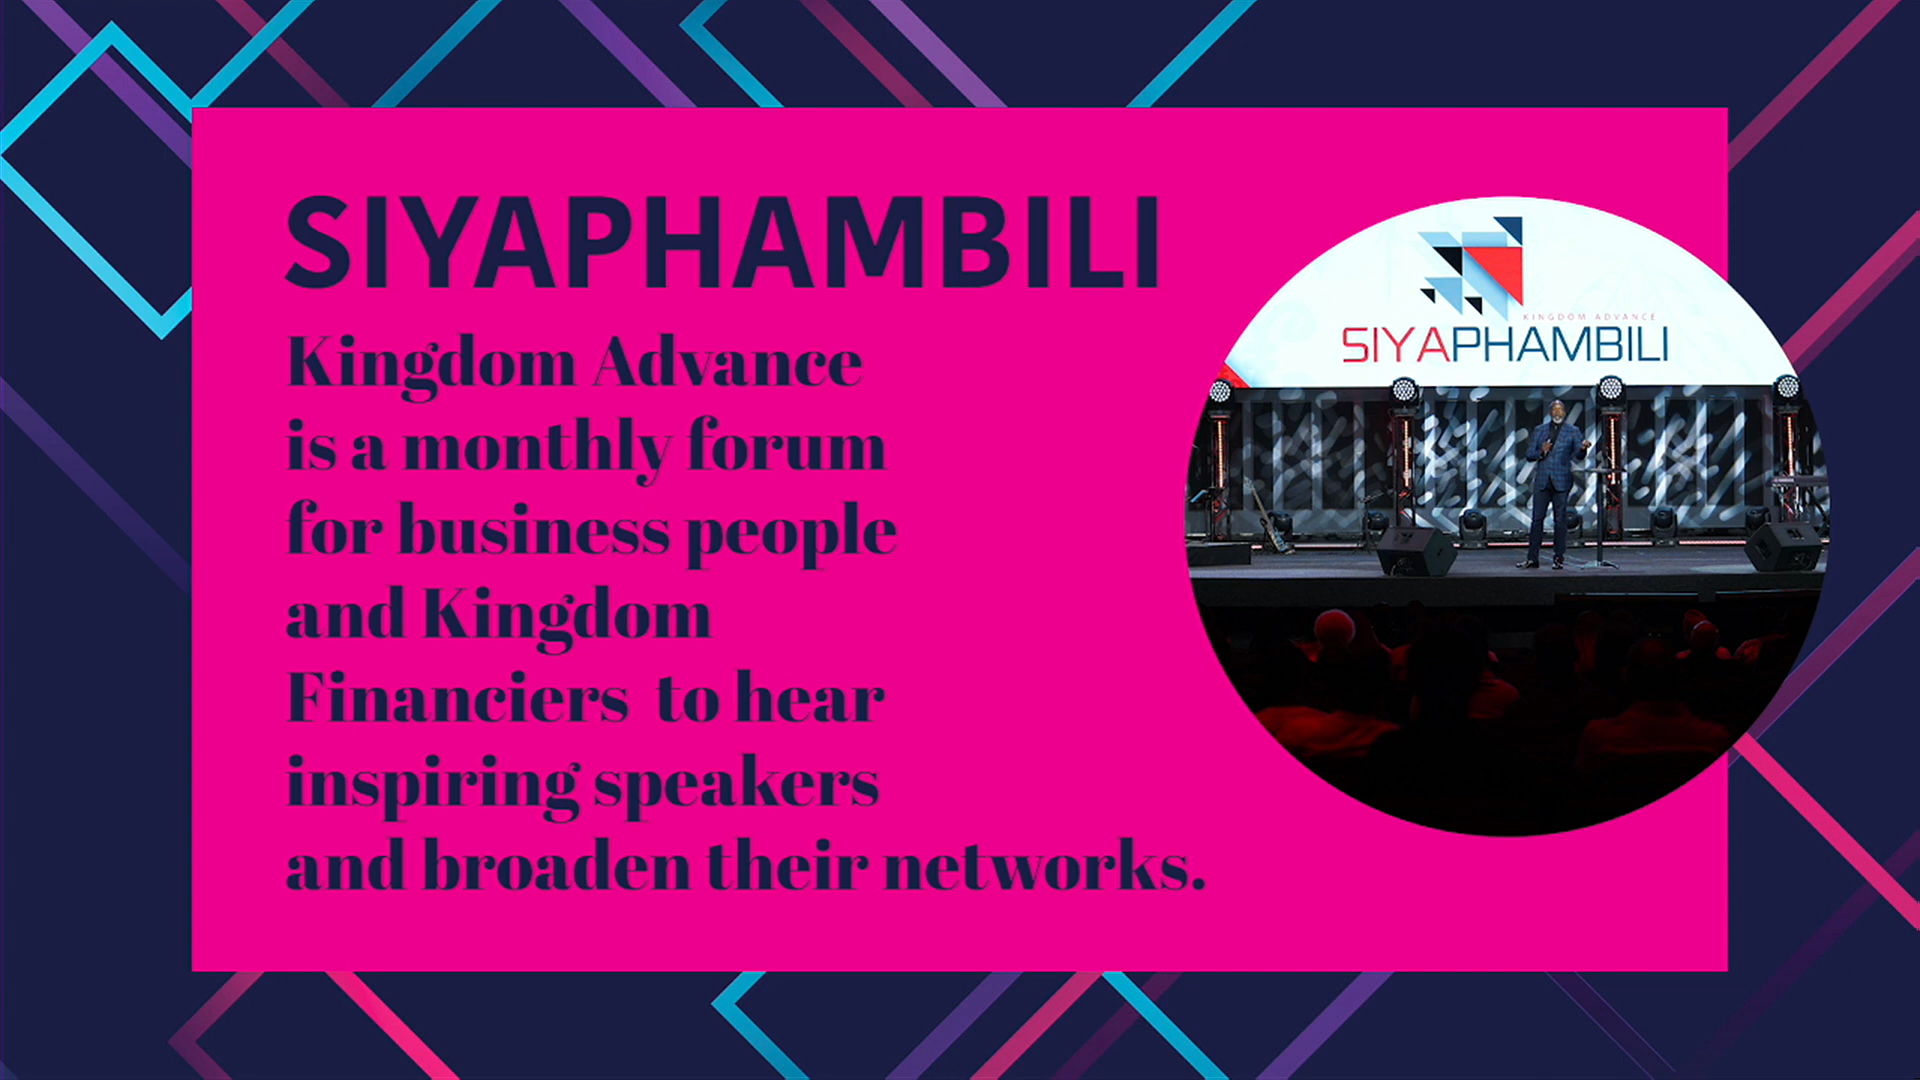 SIYAPHAMBILI
Kingdom Advance
is a monthly forum
for business people
and Kingdom
Financiers to hear
inspiring speakers
and broaden their networks.
KINGDOM ADVANCE
SIYAPHAMBILI